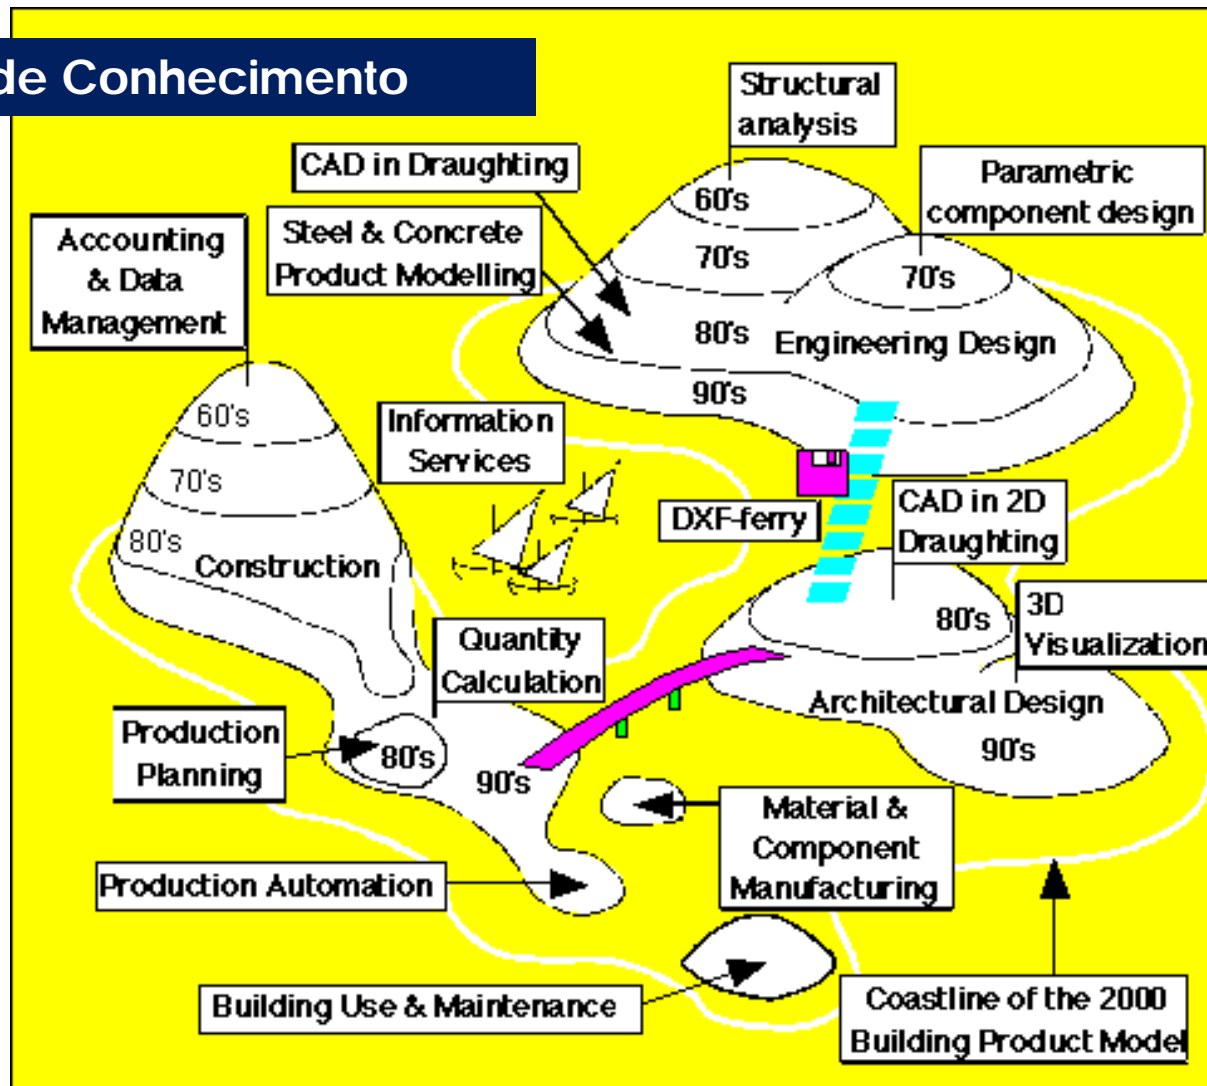 de Conhecimento
Structural
analysis
CAD in Draughting
Parametric
component design
Steel & Concrete
Product Modelling
Accounting
& Data
Management
60's
70's
80's
90's
70's
Engineering Design
60's
70's
80's
Construction
Information
Services
DXF-ferry
CAD in 2D
Draughting
80's
3D
Visualization
Architectural Design
90's
Quantity
Calculation
Production
Planning
80's
90's
Material &
Component
Manufacturing
Production Automation
Building Use & Maintenance
Coastline of the 2000
Building Product Model